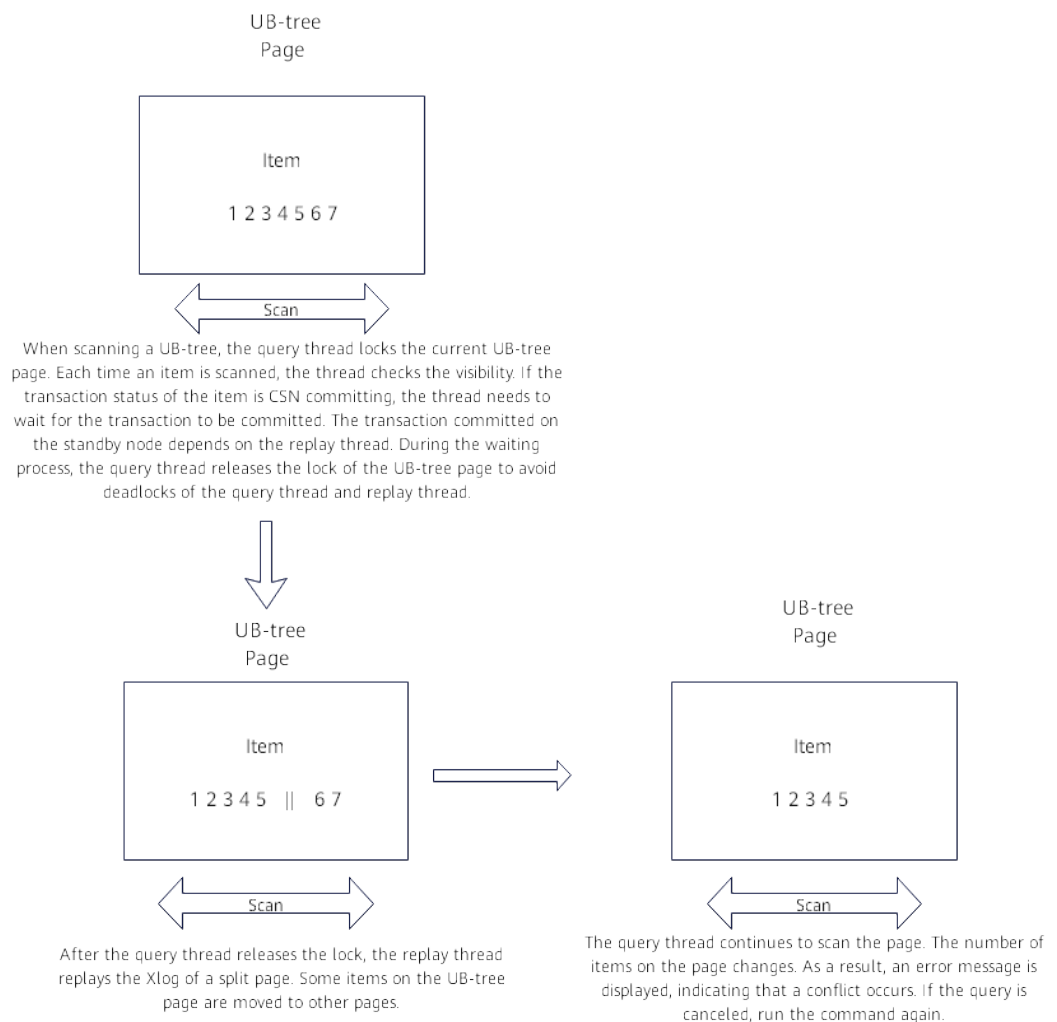 UB-tree
Page
Item
1 2 3 4 5 6 7
Scan
When scanning a UB-tree, the query thread locks the current UB-tree
page. Each time an item is scanned, the thread checks the visibility. If the
transaction status of the item is CSN committing, the thread needs to
wait for the transaction to be committed. The transaction committed on
the standby node depends on the replay thread. During the waiting
process, the query thread releases the lock of the UB-tree page to avoid
deadlocks of the query thread and replay thread.
UB-tree
Page
Item
1 2 3 4 5 || 6 7
Scan
After the query thread releases the lock, the replay thread
replays the Xlog of a split page. Some items on the UB-tree
page are moved to other pages.
UB-tree
Page
Item
1 2 3 4 5
Scan
The query thread continues to scan the page. The number of
items on the page changes. As a result, an error message is
displayed, indicating that a conflict occurs. If the query is
canceled, run the command again.